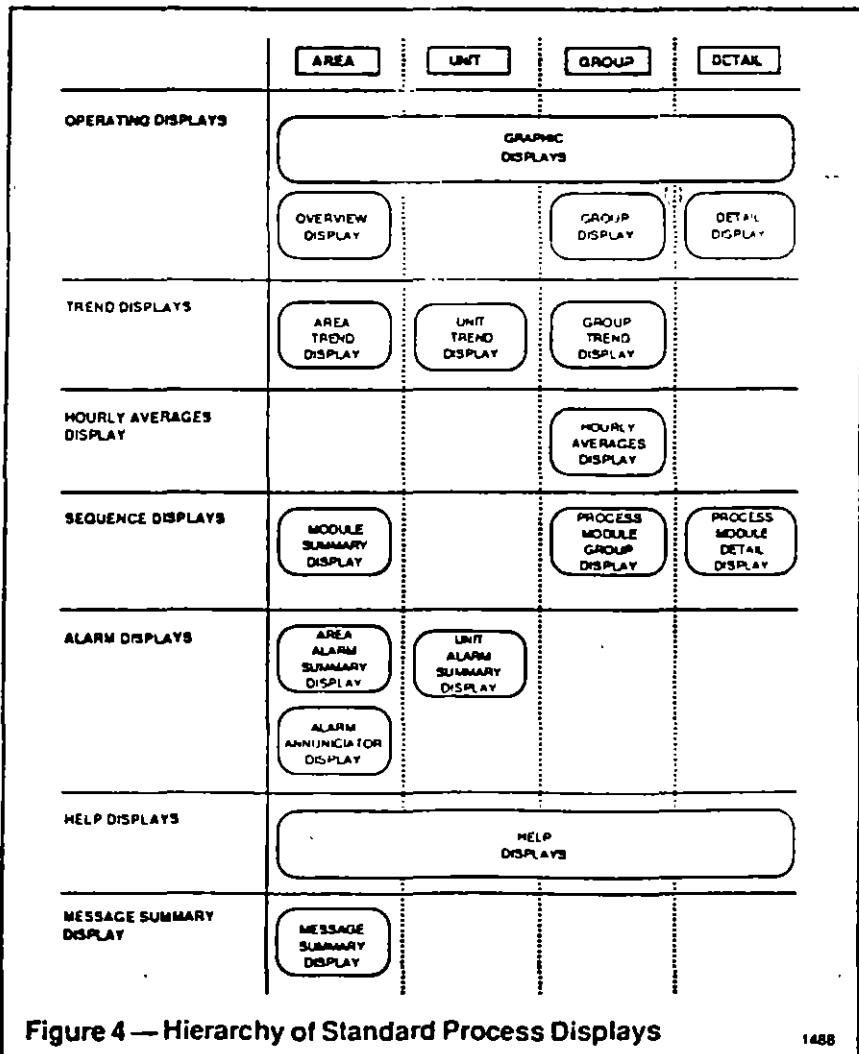 AREA UNIT GROUP DETAIL
OPERATING DISPLAYS
GRAPHIC
DISPLAYS
OVERVIEW
DISPLAY
GROUP
DISPLAY
DETAIL
DISPLAY
TREND DISPLAYS
AREA
TREND
DISPLAY
UNIT
TREND
DISPLAY
GROUP
TREND
DISPLAY
HOURLY AVERAGES
DISPLAY
HOURLY
AVERAGES
DISPLAY
SEQUENCE DISPLAYS
MODULE
SUMMARY
DISPLAY
PROCESS
MODULE
GROUP
DISPLAY
PROCESS
MODULE
DETAIL
DISPLAY
ALARM DISPLAYS
AREA
ALARM
SUMMARY
DISPLAY
UNIT
ALARM
SUMMARY
DISPLAY
ALARM
ANNUNCIATOR
DISPLAY
HELP DISPLAYS
HELP
DISPLAYS
MESSAGE SUMMARY
DISPLAY
MESSAGE
SUMMARY
DISPLAY
Figure 4 — Hierarchy of Standard Process Displays
1488